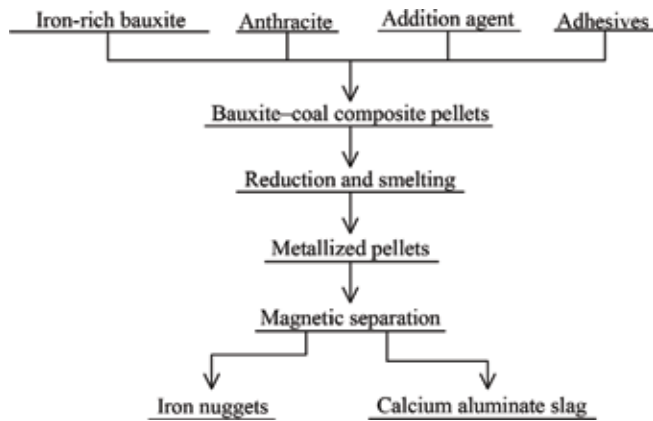 Iron-rich bauxite
Anthracite
Addition agent
Adhesives
Bauxite–coal composite pellets
Reduction and smelting
Metallized pellets
Magnetic separation
Iron nuggets
Calcium aluminate slag